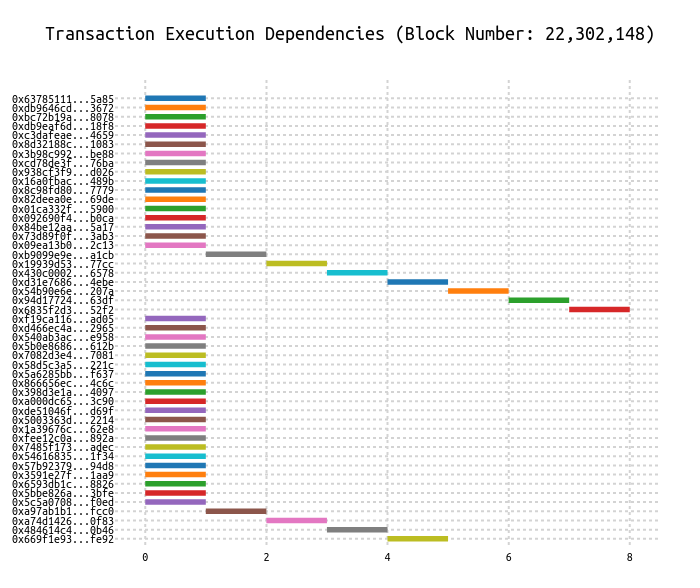 Transaction Execution Dependencies (Block Number: 22,302,148)
0x63785111...5a85
0xdb9646cd...3672
0xbc72b19a...8078
0xdb9eaf6d...18f8
0xc3dafeae...4659
0x8d32188c...1083
0x3b98c992...be88
0xcd78de3f...76ba
0x938cf3f9...d026
0x16a0fbac...489b
0x8c98fd80...7779
0x82deea0e...69de
0x01ca332f...5900
0x092690f4...b0ca
0x84be12aa...5a17
0x73d89f0f...3ab3
0x09ea13b0...2c13
0xb9099e9e...a1cb
0x19939d53...77cc
0x430c0002...6578
0xd31e7686...4ebe
0x54b90e6e...207a
0x94d17724...63df
0x6835f2d3...52f2
0xf19ca116...ad05
0xd466ec4a...2965
0x540ab3ac...e958
0x5b0e8686...612b
0x7082d3e4...7081
0x58d5c3a5...221c
0x5a6285bb...f637
0x866656ec...4c6c
0x398d3e1a...4097
0xa000dc65...3c90
0xde51046f...d69f
0x5003363d...2214
0x1a39676c...62e8
0xfee12c0a...892a
0x7485f173...adec
0x54616835...1f34
0x57b92379...94d8
0x3591e27f...1aa9
0x6593db1c...8826
0x5bbe826a...3bfe
0x5c5a0708...f0ed
0xa97ab1b1...fcc0
0xa74d1426...0f83
0x484614c4...0b46
0x669f1e93...fe92
0 2 4 6 8